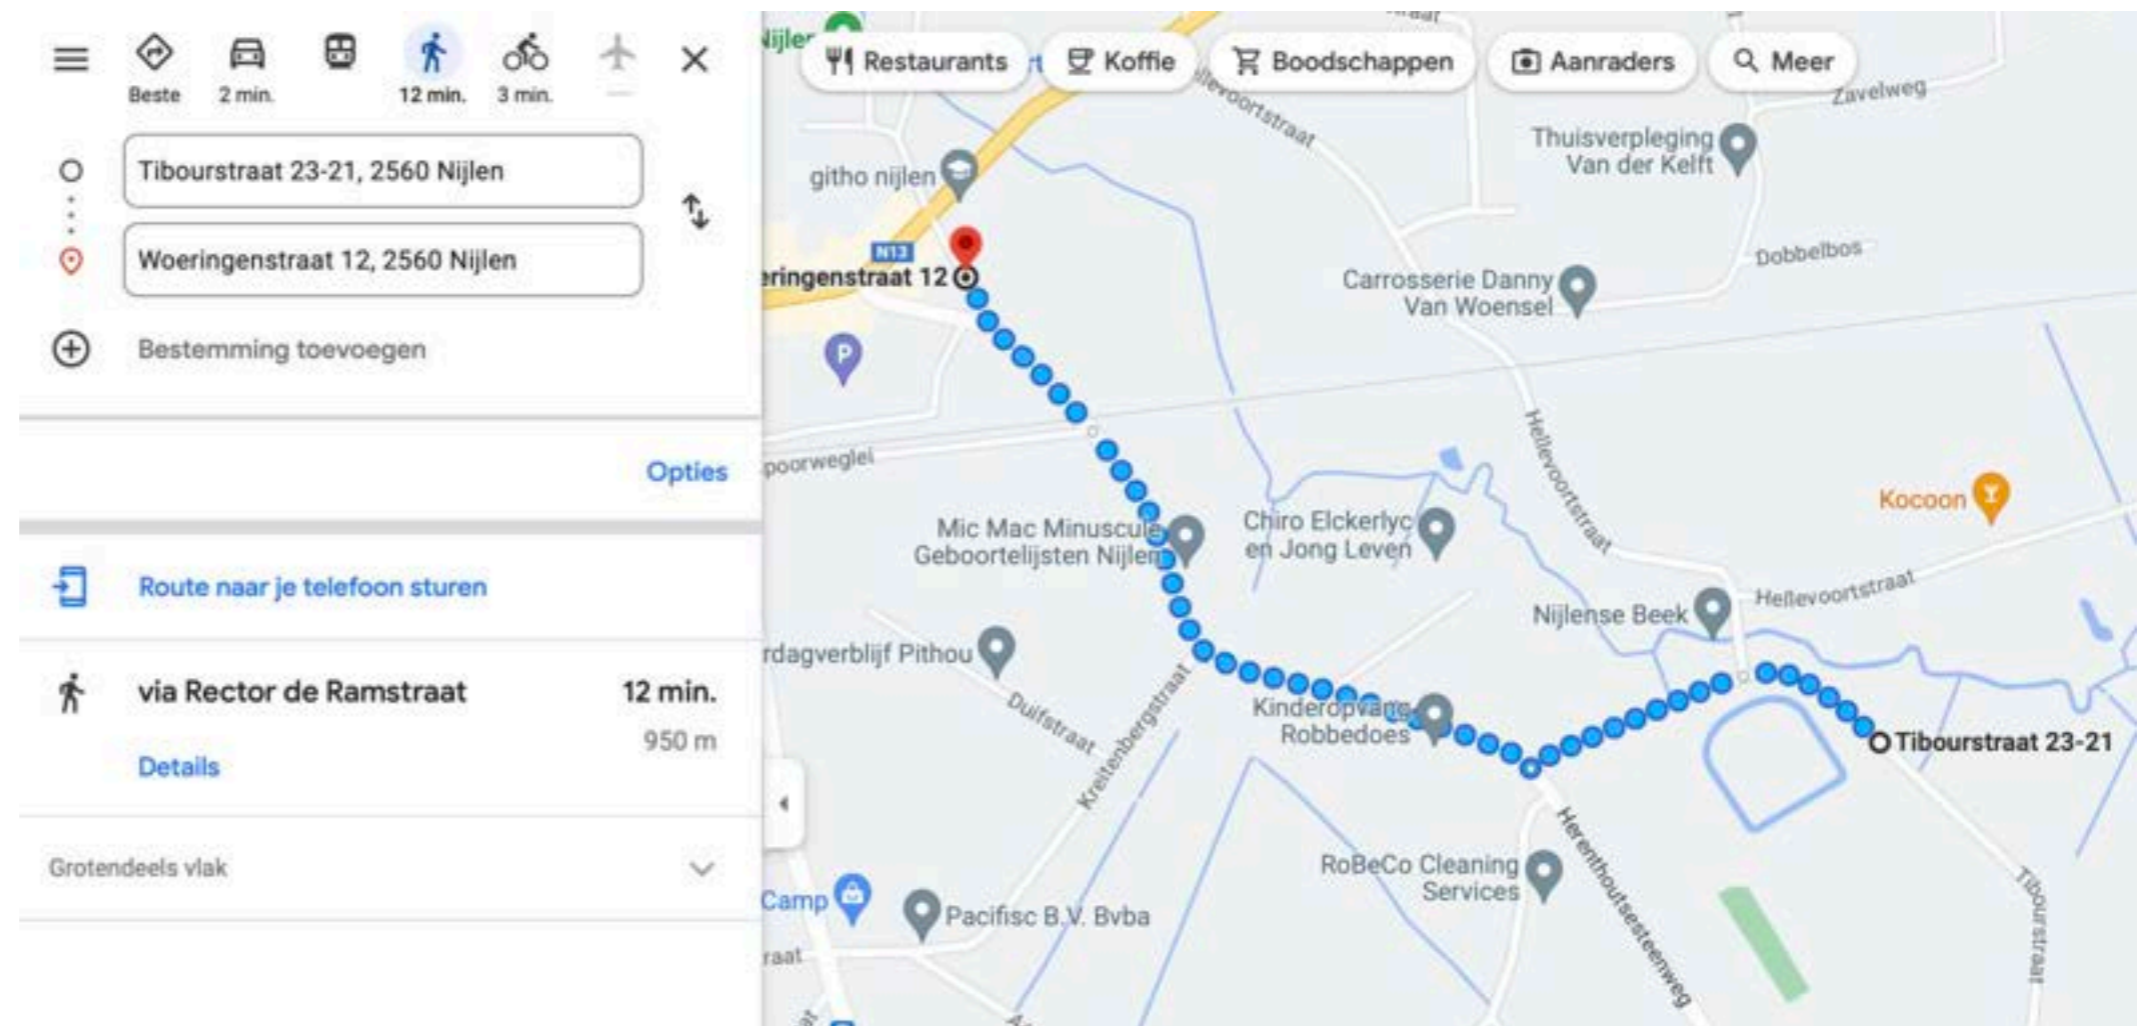 Beste
2 min.
12 min.
3 min.
Tibourstraat 23-21, 2560 Nijlen
Woeringenstraat 12, 2560 Nijlen
Bestemming toevoegen
Opties
Route naar je telefoon sturen
via Rector de Ramstraat
12 min.
950 m
Details
Grotendeels vlak
Restaurants
Koffie
Boodschappen
Aanraders
Meer
Zavelweg
Thuisverpleging
Van der Kelft
githo nijlen
N13
eringenstraat 12
P
Carrosserie Danny
Van Woensel
Dobbelbos
Hellevoortstraat
poorweglei
Mic Mac Minuscule
Geboortelijsten Nijlen
Chiro Elckerlyc
en Jong Leven
Kocoon
Hellevoortstraat
Nijlense Beek
rdagverblijf Pithou
Duifstraat
Kreitenbergstraat
Kinderopvang
Robbedoes
Tibourstraat 23-21
RoBeCo Cleaning
Services
Herenthoutsesteenweg
Tibourstraat
Camp
Pacifisc B.V. Bvba
raat